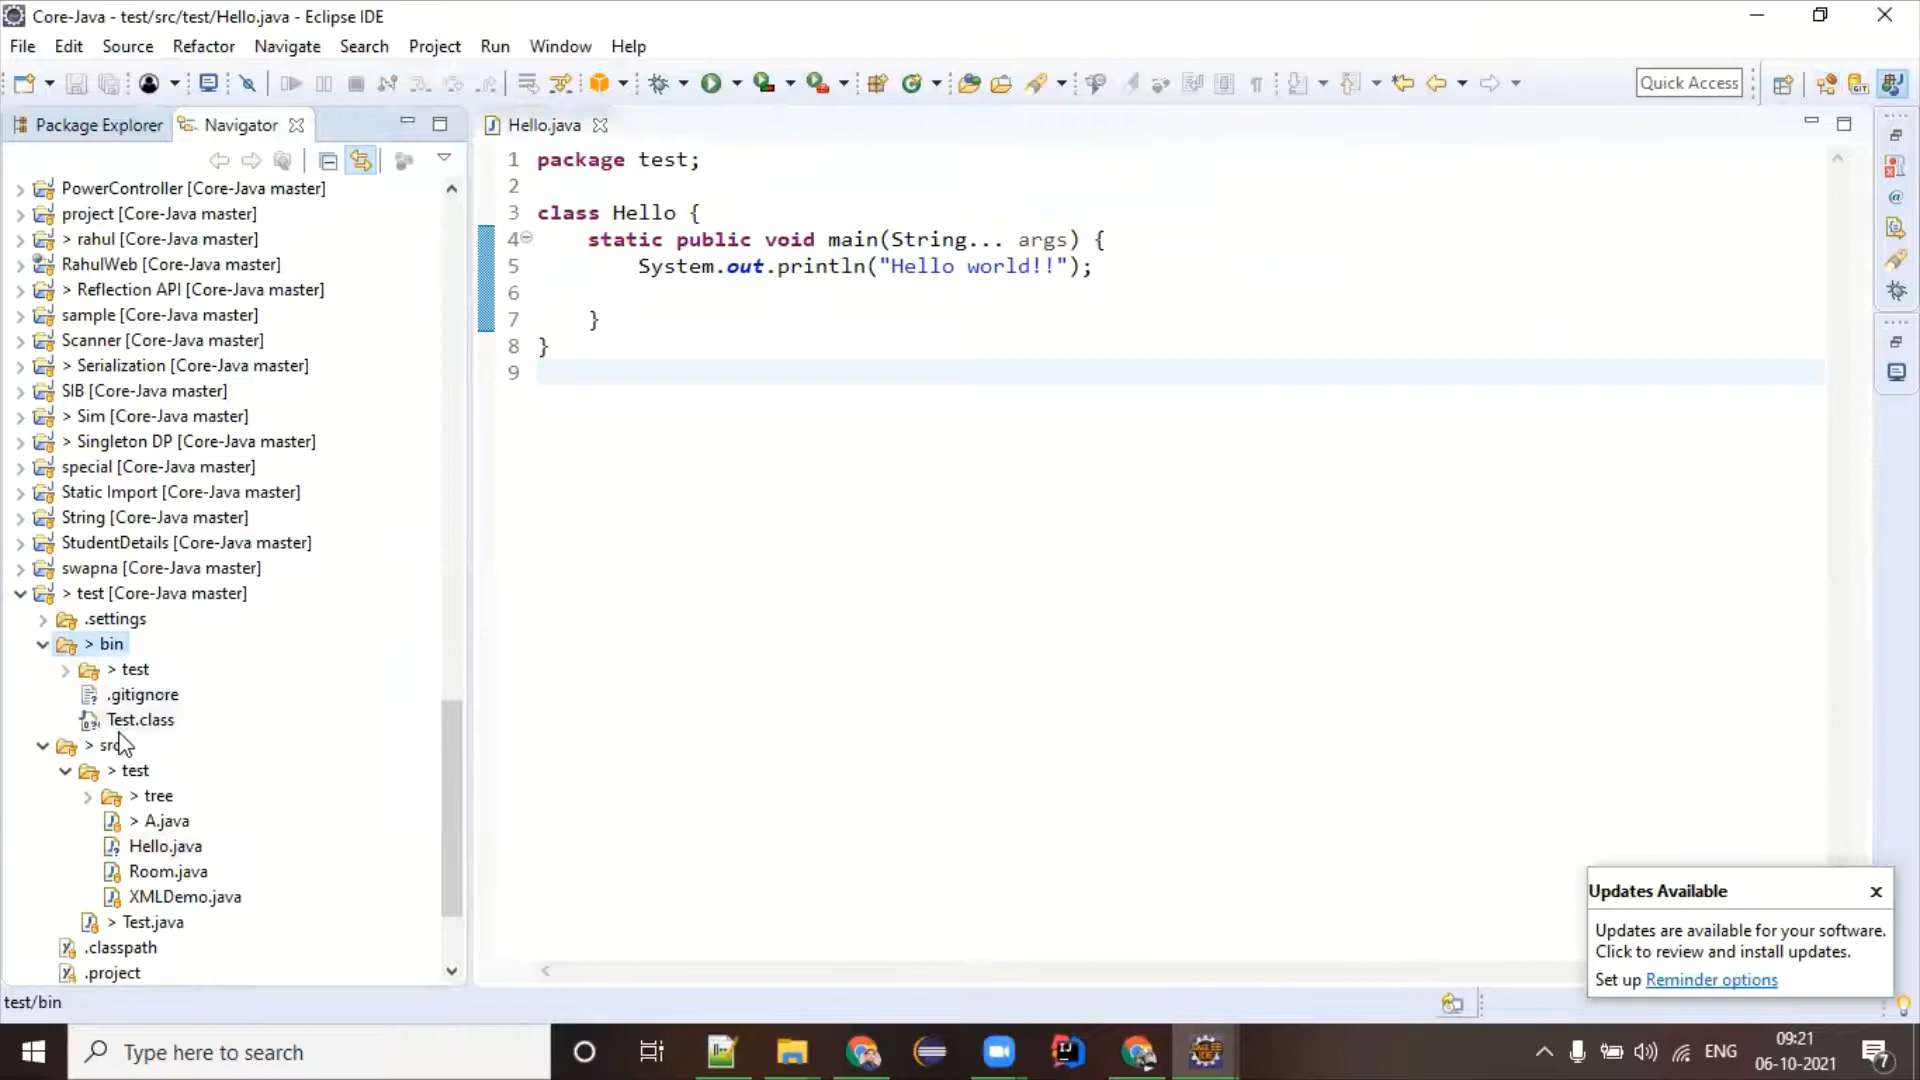 Core-Java - test/src/test/Hello.java - Eclipse IDE
File Edit Source Refactor Navigate Search Project Run Window Help
Quick Access
Package Explorer Navigator
Hello.java
PowerController [Core-Java master]
project [Core-Java master]
> rahul [Core-Java master]
RahulWeb [Core-Java master]
> Reflection API [Core-Java master]
sample [Core-Java master]
Scanner [Core-Java master]
> Serialization [Core-Java master]
SIB [Core-Java master]
> Sim [Core-Java master]
> Singleton DP [Core-Java master]
special [Core-Java master]
Static Import [Core-Java master]
String [Core-Java master]
StudentDetails [Core-Java master]
swapna [Core-Java master]
> test [Core-Java master]
.settings
> bin
> test
.gitignore
Test.class
> src
> test
> tree
> A.java
Hello.java
Room.java
XMLDemo.java
> Test.java
.classpath
.project
1 package test;
2
3 class Hello {
4 static public void main(String... args) {
5 System.out.println("Hello world!!");
6
7 }
8 }
9
Updates Available x
Updates are available for your software.
Click to review and install updates.
Set up Reminder options
test/bin
Type here to search
ENG
09:21
06-10-2021
7